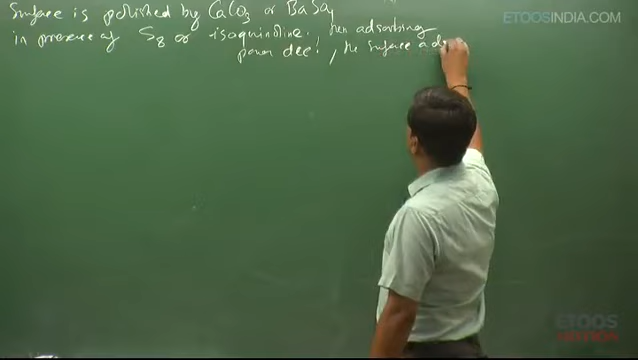 ETOOSINDIA.COM
Surface is polished by CaCO3 or BaSO4
in presence of S8 or isoquinoline, then adsorbing
power dec!, the surface ad
ETOOS